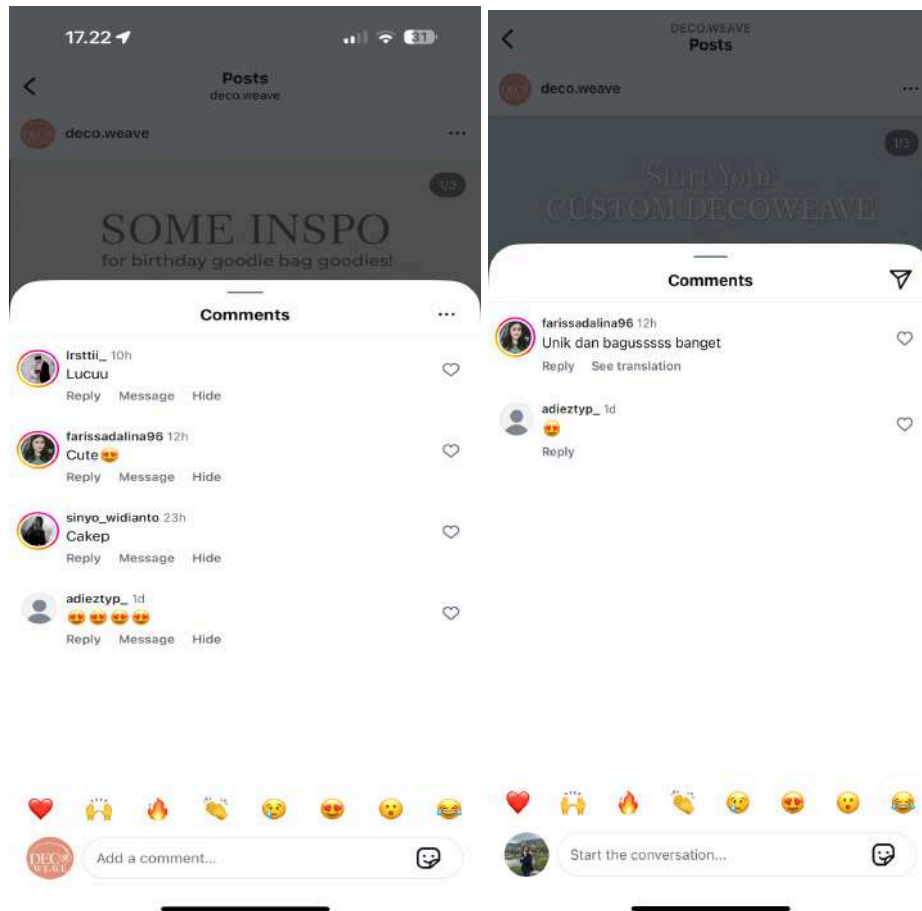 17.22
31
Posts
deco.weave
deco.weave
1/3
SOME INSPO
for birthday goodie bag goodies!
Comments
lrsttii_ 10h
Lucuu
Reply Message Hide
farissadalina96 12h
Cute😍
Reply Message Hide
sinyo_widianto 23h
Cakep
Reply Message Hide
adieztyp_ 1d
😍😍😍😍
Reply Message Hide
❤️ 🙌 🔥 👏 😢 😍 😮 😂
DECO
WEAVE
Add a comment...
DECO.WEAVE
Posts
deco.weave
1/3
Start Your
CUSTOM DECOWEAVE
Comments
farissadalina96 12h
Unik dan bagusssss banget
Reply See translation
adieztyp_ 1d
😍
Reply
❤️ 🙌 🔥 👏 😢 😍 😮 😂
Start the conversation...